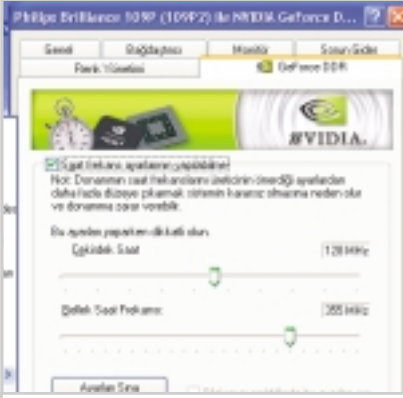 Philips Brilliance 109P (109P2) ile NVIDIA GeForce D...
Genel Bağdaştırıcı Monitör Sorun Gider
Renk Yönetimi GeForce DDR
NVIDIA.
Saat frekansı ayarlarının yapılabilmesi
Not: Donanımın saat frekanslarını üreticinin önerdiği ayarlardan
daha fazla düzeye çıkarmak sistemin kararsız olmasına neden olur
ve donanıma zarar verebilir.
Bu ayarları yaparken dikkatli olun.
Çekirdek Saat 120 MHz
Bellek Saat Frekansı: 355 MHz
Ayarları Sına